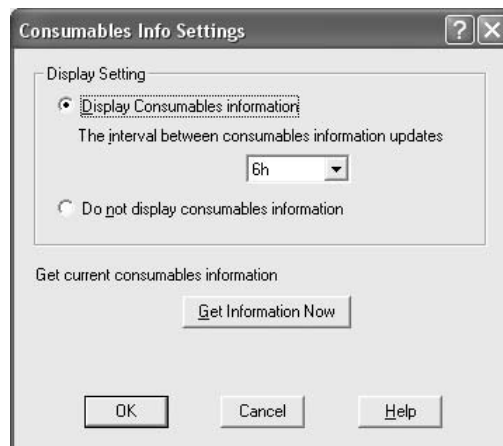 Consumables Info Settings
Display Setting
Display Consumables information
The interval between consumables information updates
6h
Do not display consumables information
Get current consumables information
Get Information Now
OK
Cancel
Help